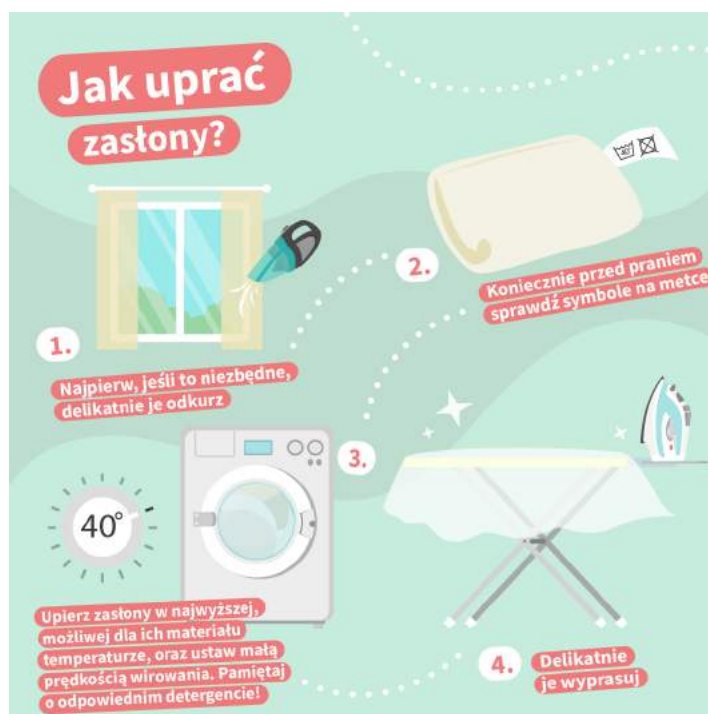 Jak uprać
zasłony?
1.
Najpierw, jeśli to niezbędne,
delikatnie je odkurz
40°
2.
Koniecznie przed praniem
sprawdź symbole na metce
3.
40°
Upierz zasłony w najwyższej,
możliwej dla ich materiału
temperaturze, oraz ustaw małą
prędkością wirowania. Pamiętaj
o odpowiednim detergencie!
4.
Delikatnie
je wyprasuj